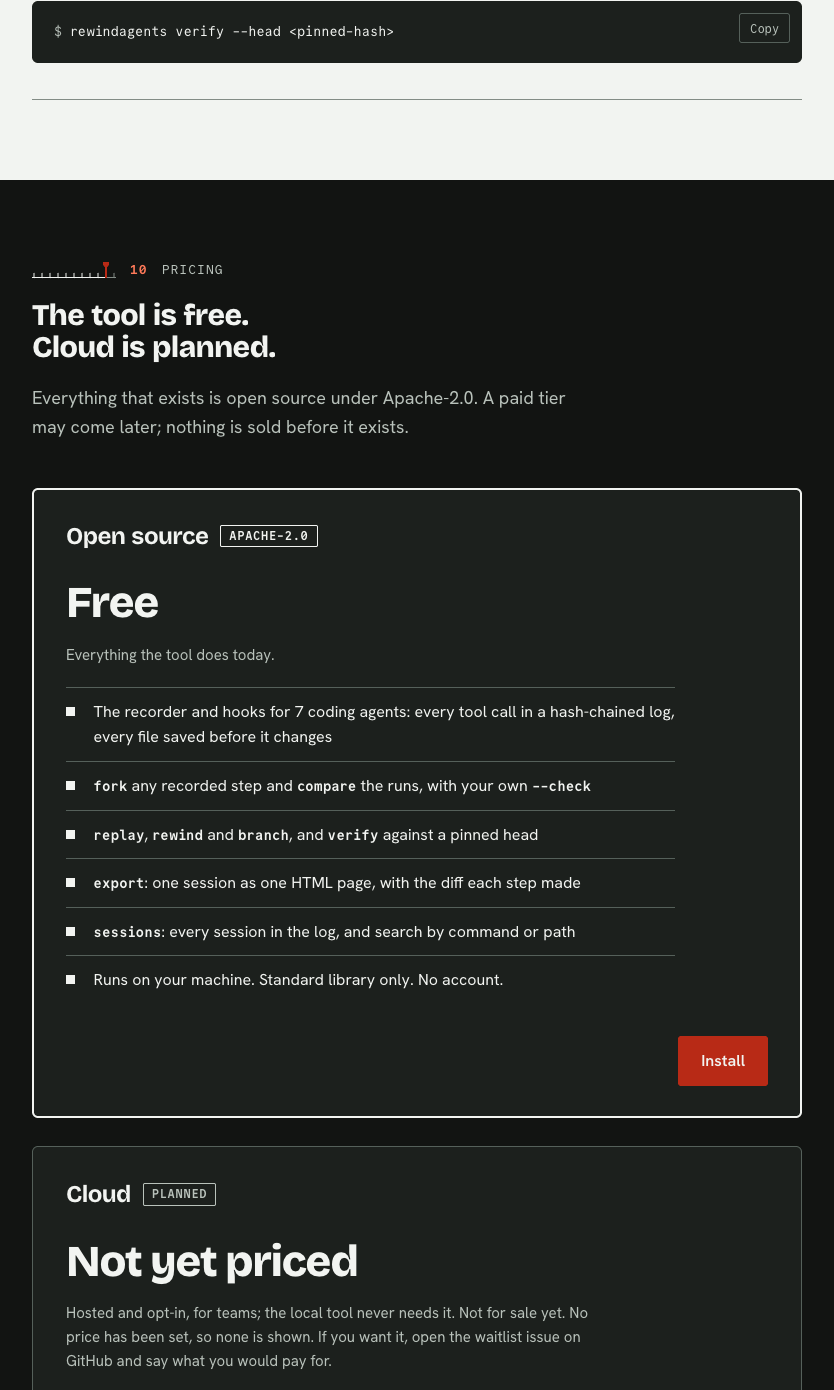 $ rewindagents verify --head <pinned-hash>
Copy
10 PRICING
The tool is free.
Cloud is planned.
Everything that exists is open source under Apache-2.0. A paid tier
may come later; nothing is sold before it exists.
Open source APACHE-2.0
Free
Everything the tool does today.
The recorder and hooks for 7 coding agents: every tool call in a hash-chained log,
every file saved before it changes
fork any recorded step and compare the runs, with your own --check
replay, rewind and branch, and verify against a pinned head
export: one session as one HTML page, with the diff each step made
sessions: every session in the log, and search by command or path
Runs on your machine. Standard library only. No account.
Install
Cloud PLANNED
Not yet priced
Hosted and opt-in, for teams; the local tool never needs it. Not for sale yet. No
price has been set, so none is shown. If you want it, open the waitlist issue on
GitHub and say what you would pay for.